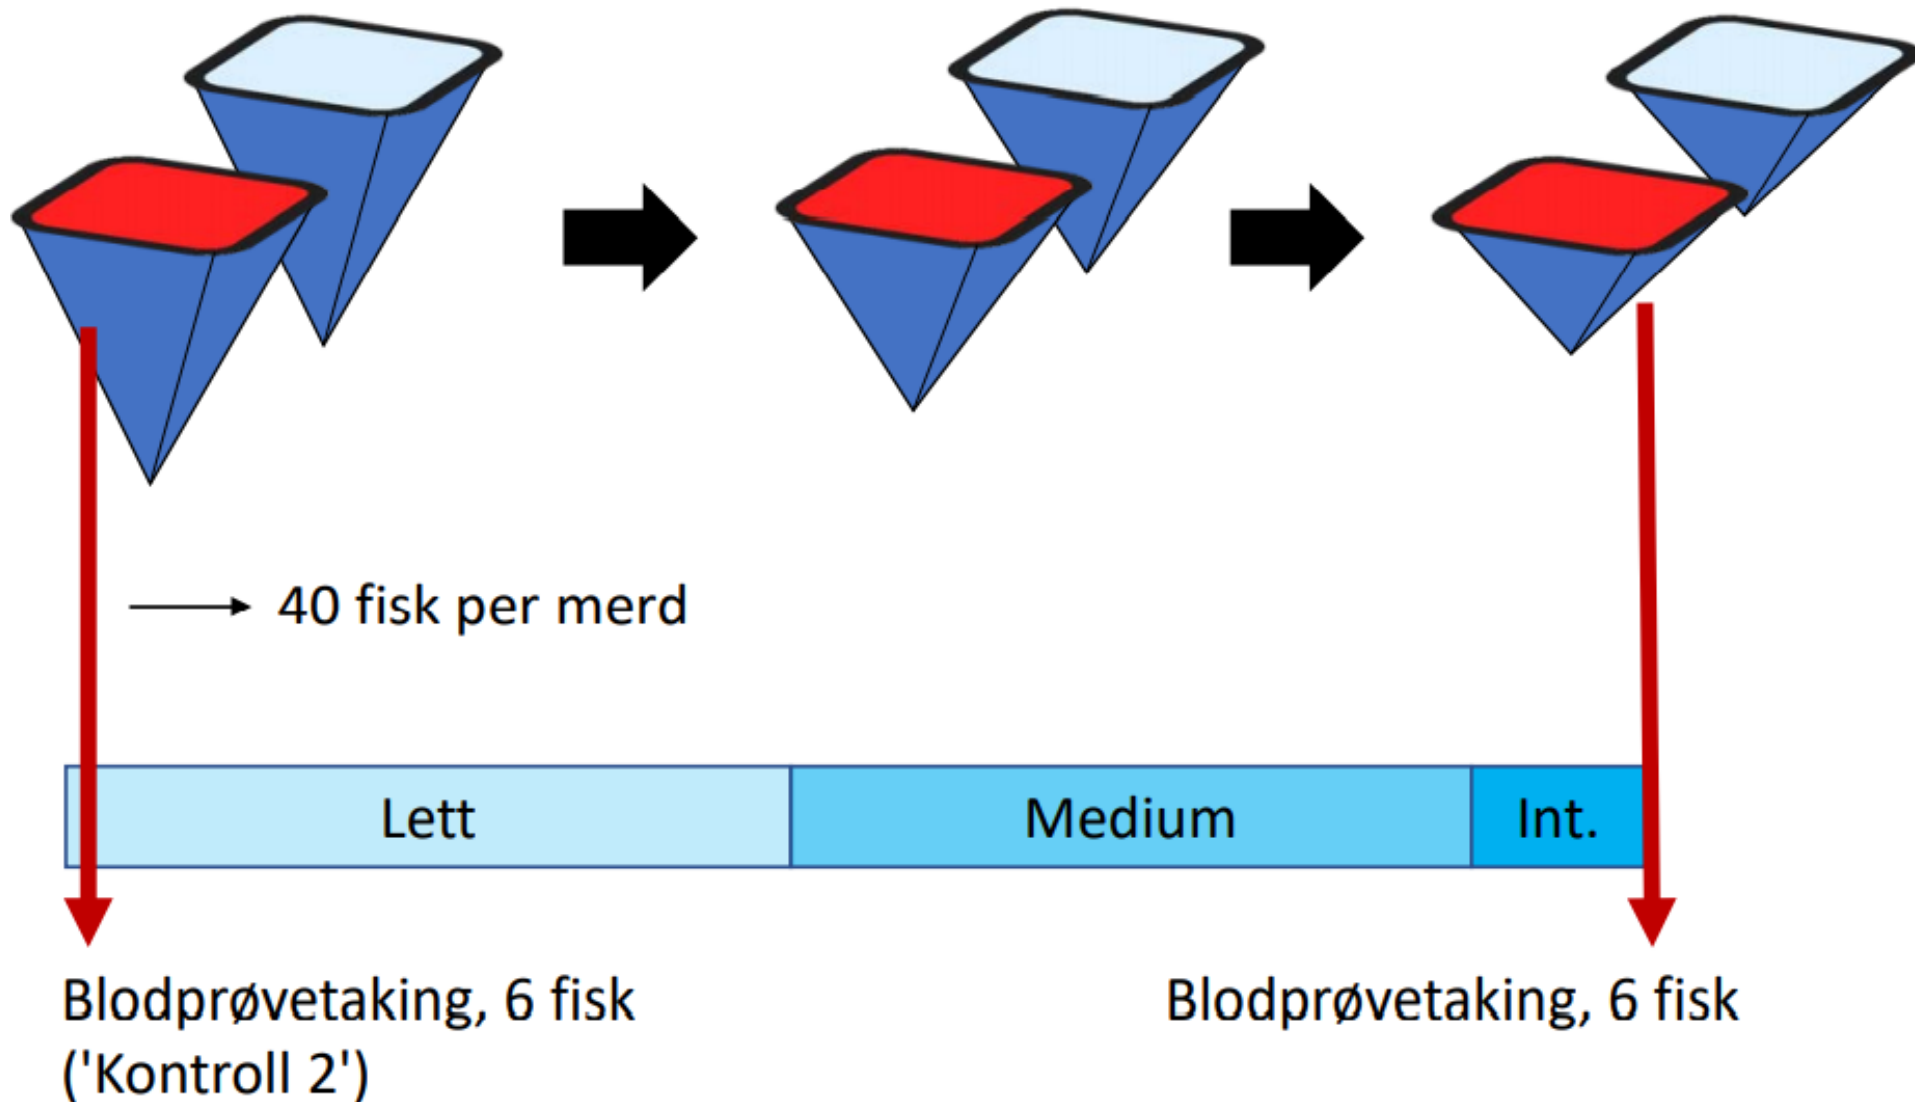 40 fisk per merd
Lett
Medium
Int.
Blodprøvetaking, 6 fisk
('Kontroll 2')
Blodprøvetaking, 6 fisk